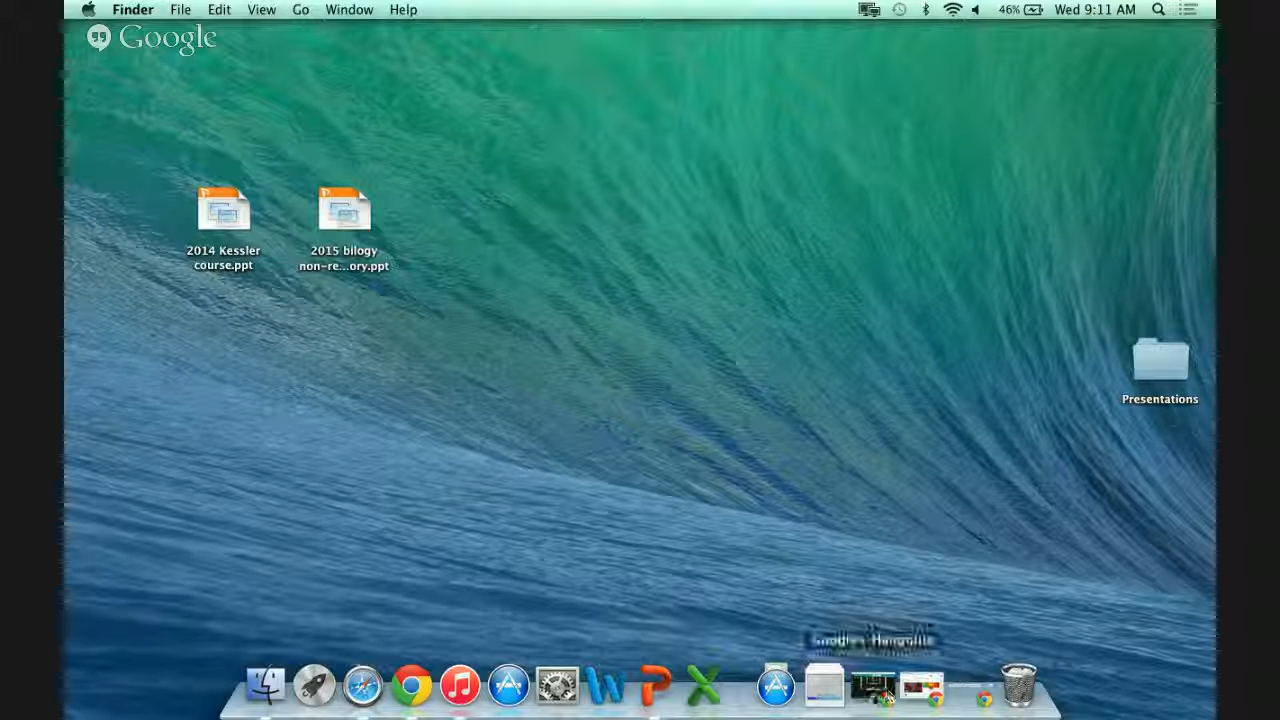 Finder File Edit View Go Window Help 46% Wed 9:11 AM
Google
2014 Kessler
course.ppt
2015 bilogy
non-re...ory.ppt
Presentations